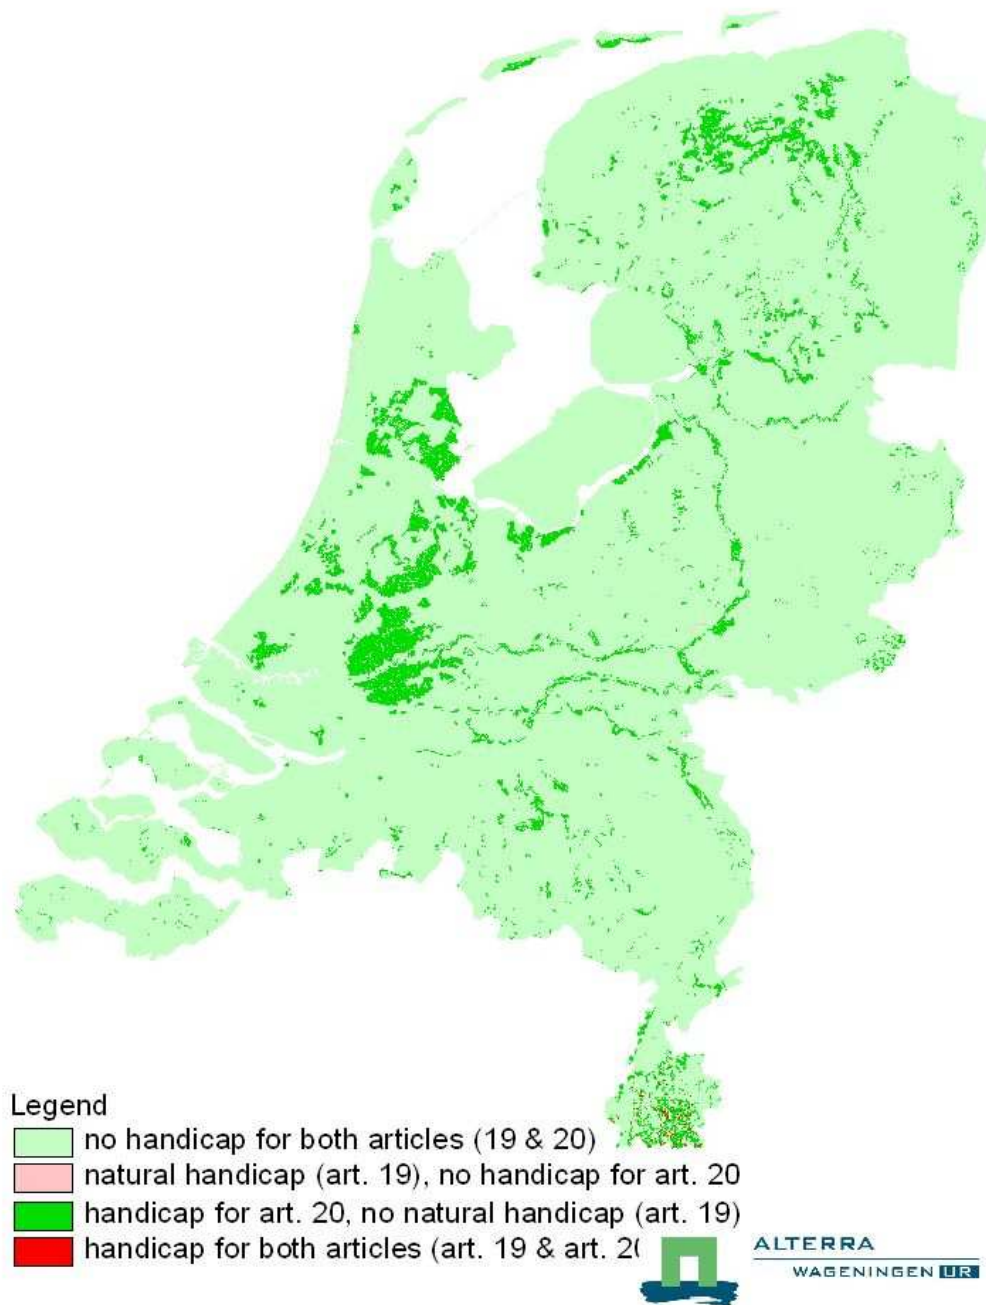 Legend
no handicap for both articles (19 & 20)
natural handicap (art. 19), no handicap for art. 20
handicap for art. 20, no natural handicap (art. 19)
handicap for both articles (art. 19 & art. 20
ALTERRA
WAGENINGEN UR